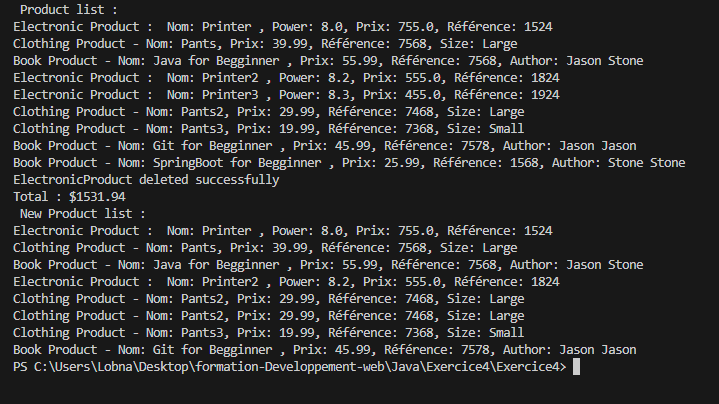 Product list :
Electronic Product :  Nom: Printer , Power: 8.0, Prix: 755.0, Référence: 1524
Clothing Product - Nom: Pants, Prix: 39.99, Référence: 7568, Size: Large
Book Product - Nom: Java for Begginner , Prix: 55.99, Référence: 7568, Author: Jason Stone
Electronic Product :  Nom: Printer2 , Power: 8.2, Prix: 555.0, Référence: 1824
Electronic Product :  Nom: Printer3 , Power: 8.3, Prix: 455.0, Référence: 1924
Clothing Product - Nom: Pants2, Prix: 29.99, Référence: 7468, Size: Large
Clothing Product - Nom: Pants3, Prix: 19.99, Référence: 7368, Size: Small
Book Product - Nom: Git for Begginner , Prix: 45.99, Référence: 7578, Author: Jason Jason
Book Product - Nom: SpringBoot for Begginner , Prix: 25.99, Référence: 1568, Author: Stone Stone
ElectronicProduct deleted successfully
Total : $1531.94
New Product list :
Electronic Product :  Nom: Printer , Power: 8.0, Prix: 755.0, Référence: 1524
Clothing Product - Nom: Pants, Prix: 39.99, Référence: 7568, Size: Large
Book Product - Nom: Java for Begginner , Prix: 55.99, Référence: 7568, Author: Jason Stone
Electronic Product :  Nom: Printer2 , Power: 8.2, Prix: 555.0, Référence: 1824
Clothing Product - Nom: Pants2, Prix: 29.99, Référence: 7468, Size: Large
Clothing Product - Nom: Pants2, Prix: 29.99, Référence: 7468, Size: Large
Clothing Product - Nom: Pants3, Prix: 19.99, Référence: 7368, Size: Small
Book Product - Nom: Git for Begginner , Prix: 45.99, Référence: 7578, Author: Jason Jason
PS C:\Users\Lobna\Desktop\formation-Developpement-web\Java\Exercice4\Exercice4>